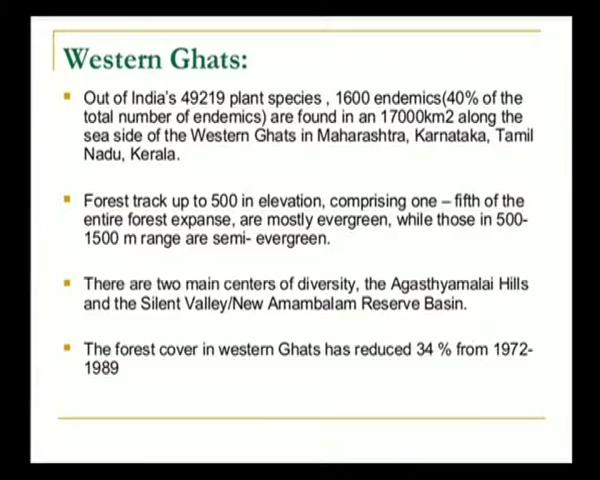 Western Ghats:
Out of India's 49219 plant species , 1600 endemics(40% of the
total number of endemics) are found in an 17000km2 along the
sea side of the Western Ghats in Maharashtra, Karnataka, Tamil
Nadu, Kerala.
Forest track up to 500 in elevation, comprising one – fifth of the
entire forest expanse, are mostly evergreen, while those in 500-
1500 m range are semi- evergreen.
There are two main centers of diversity, the Agasthyamalai Hills
and the Silent Valley/New Amambalam Reserve Basin.
The forest cover in western Ghats has reduced 34 % from 1972-
1989